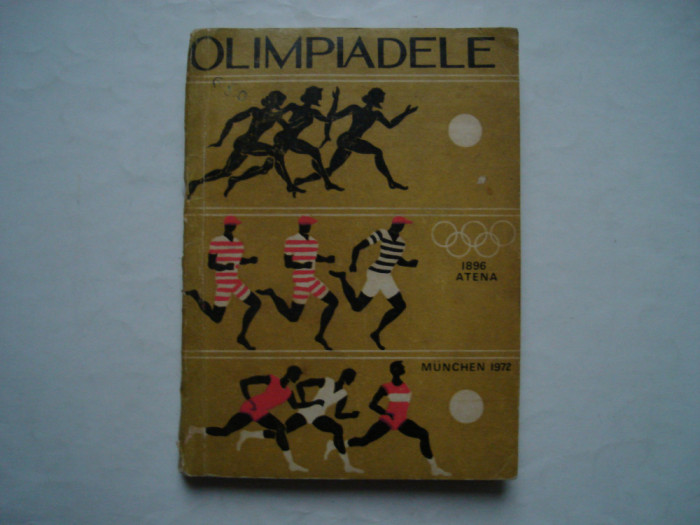 OLIMPIADELE
1896
ATENA
MÜNCHEN 1972